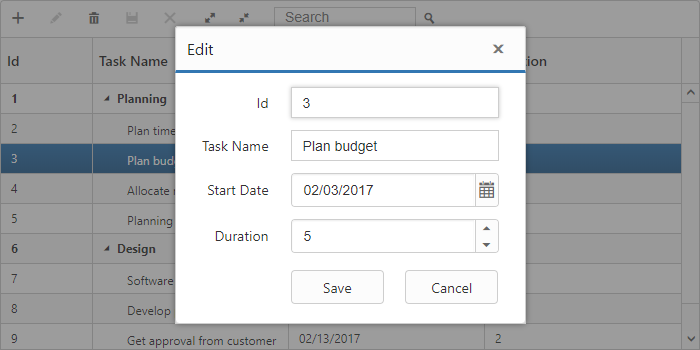 Search
Id Task Name
Edit
Id 3
Task Name Plan budget
Start Date 02/03/2017
Duration 5
Save Cancel
1 Planning
2 Plan time
3 Plan
4 Allocate
5 Planning
6 Design
7 Software
8 Develop
9 Get approval from customer 02/13/2017 2